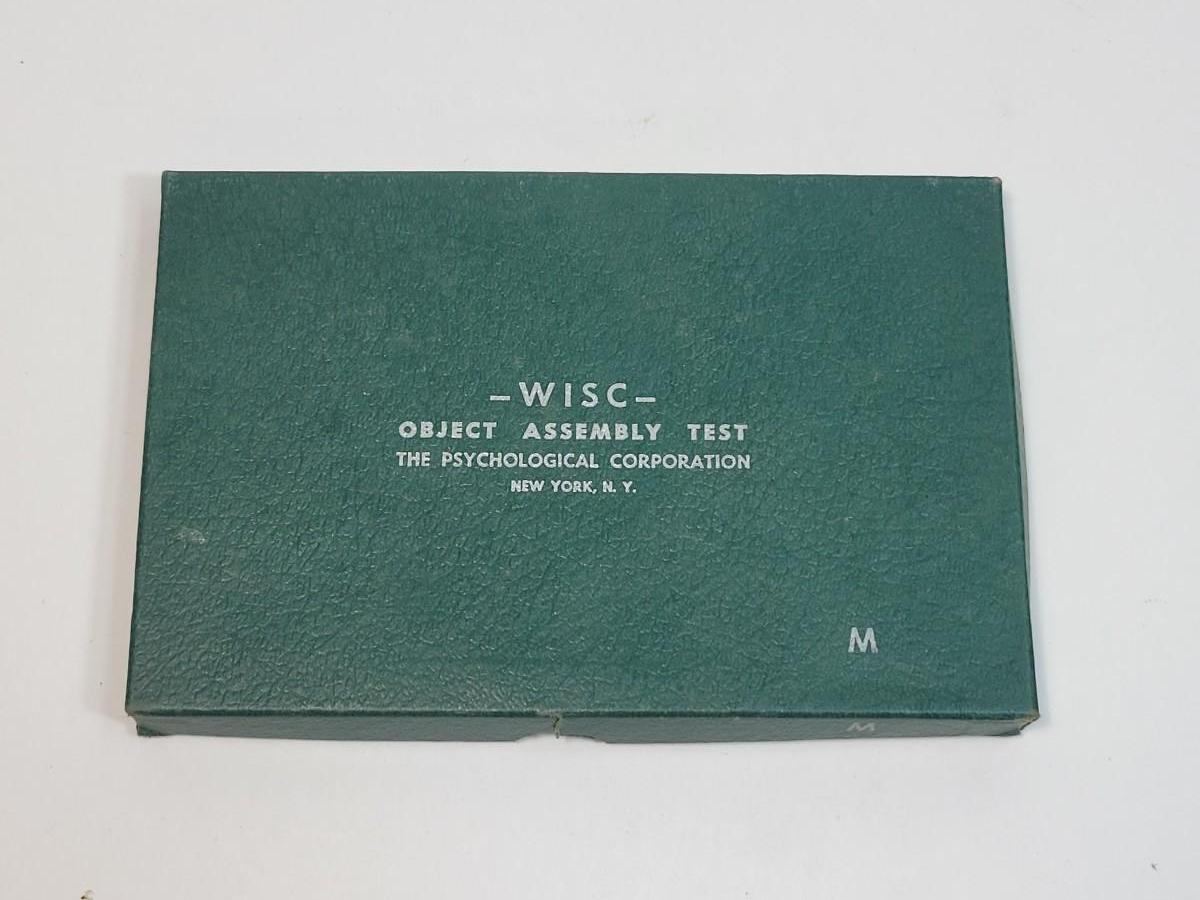 –WISC–
OBJECT ASSEMBLY TEST
THE PSYCHOLOGICAL CORPORATION
NEW YORK, N. Y.
M
M